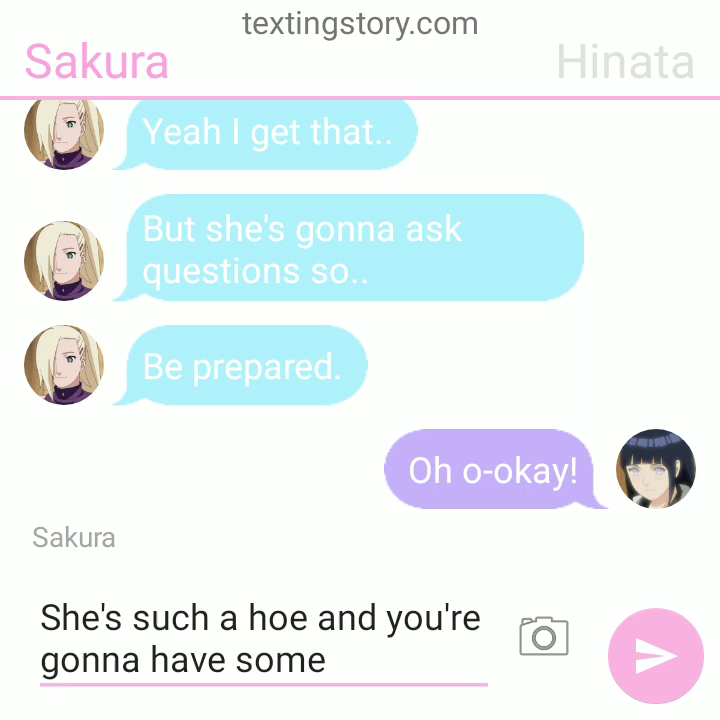 textingstory.com
Sakura
Hinata
Yeah I get that..
But she's gonna ask
questions so..
Be prepared.
Oh o-okay!
Sakura
She's such a hoe and you're
gonna have some